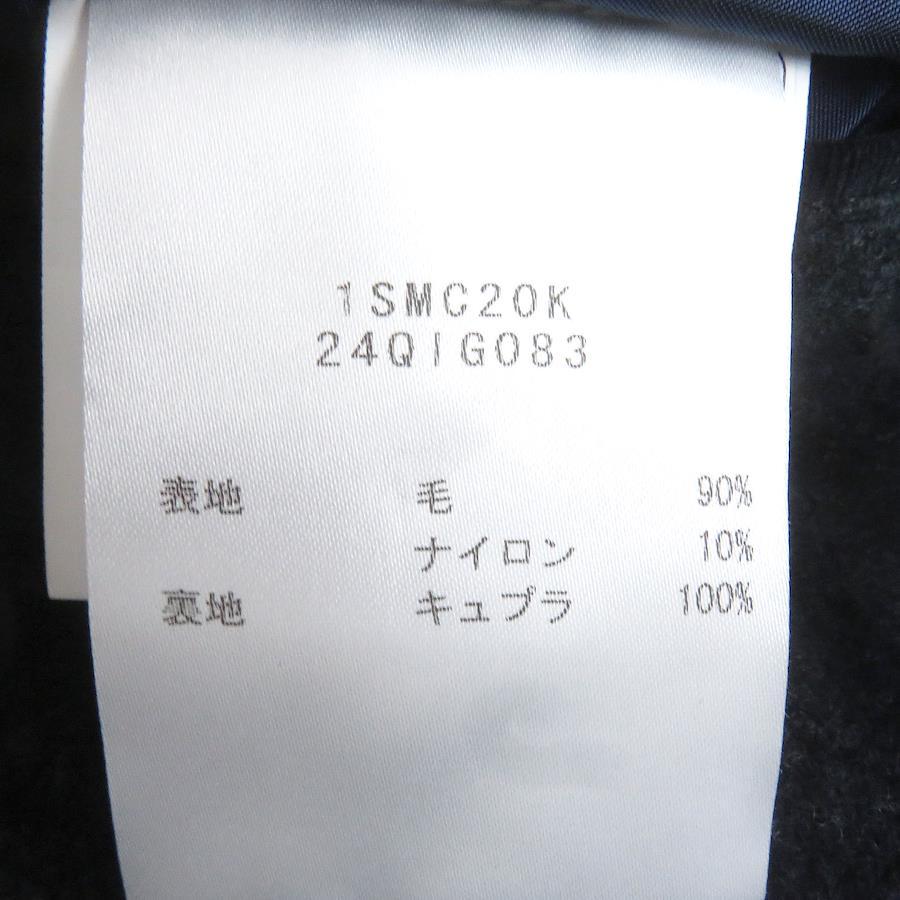 1SMC20K
24QIG083
表地 毛 90%
ナイロン 10%
裏地 キュプラ 100%